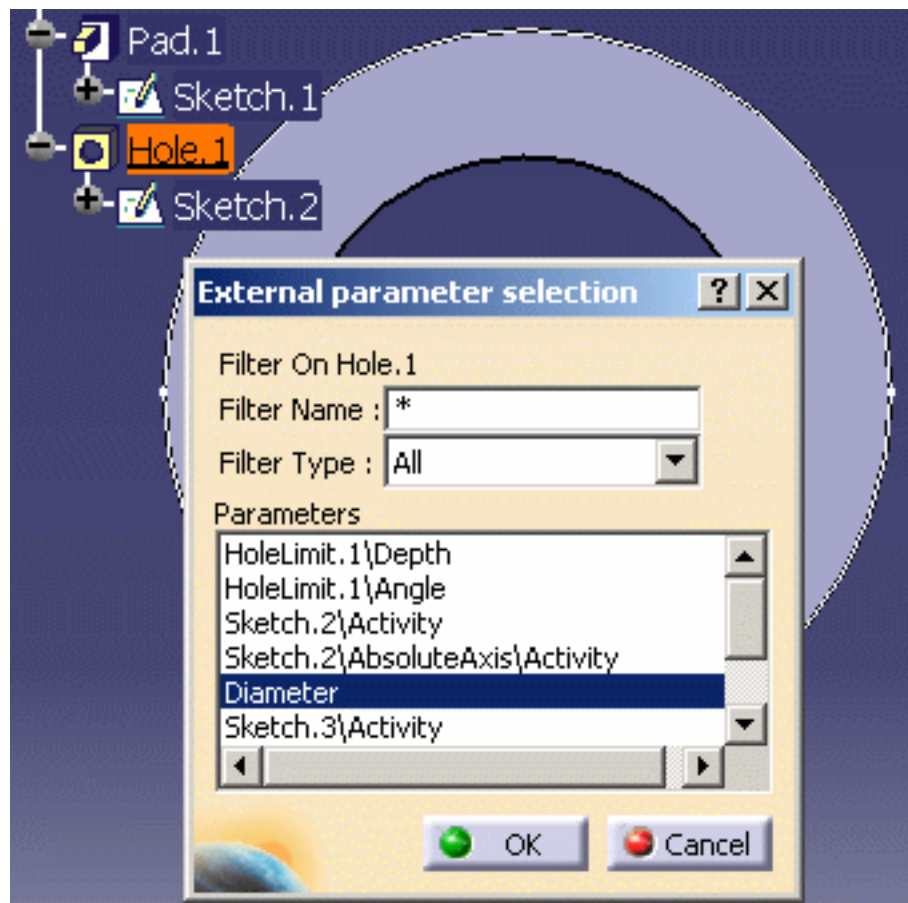 Pad.1
Sketch.1
Hole.1
Sketch.2
External parameter selection ? X
Filter On Hole.1
Filter Name : *
Filter Type : All
Parameters
HoleLimit.1\Depth
HoleLimit.1\Angle
Sketch.2\Activity
Sketch.2\AbsoluteAxis\Activity
Diameter
Sketch.3\Activity
OK Cancel